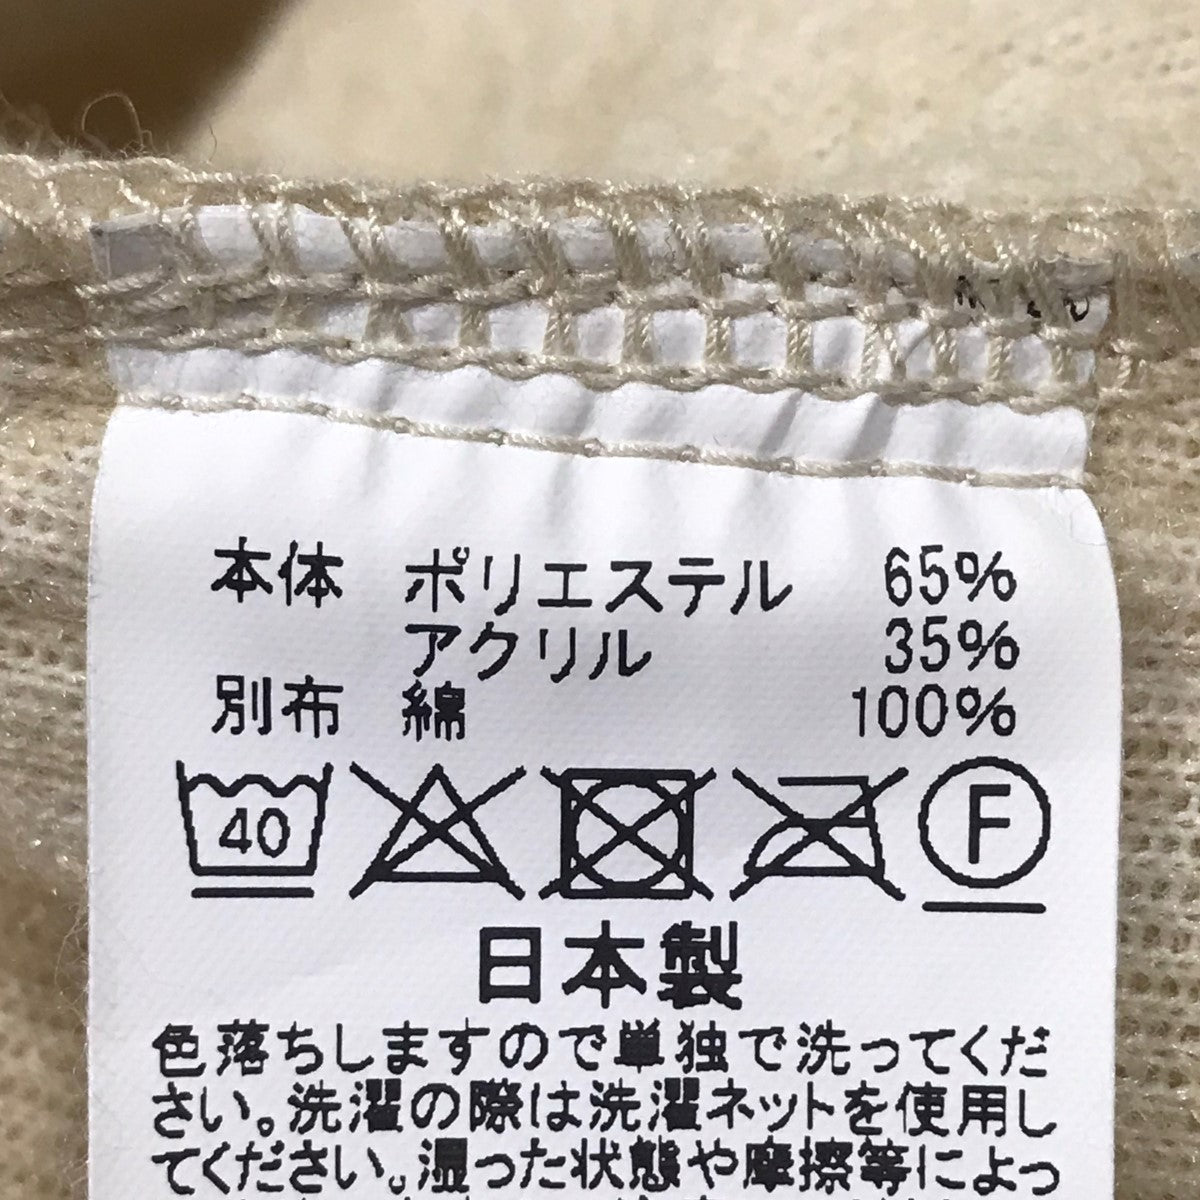 本体 ポリエステル 65%
アクリル 35%
別布 綿 100%
40 F
日本製
色落ちしますので単独で洗ってくだ
さい。洗濯の際は洗濯ネットを使用し
てください。湿った状態や摩擦等によっ